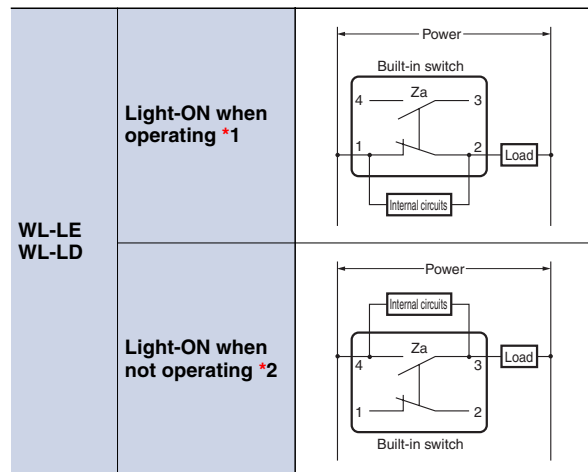 WL-LE
WL-LD
Light-ON when
operating *1
Power
Built-in switch
4 Za 3
1 2 Load
Internal circuits
Light-ON when
not operating *2
Power
Internal circuits
Za
4 3 Load
1 2
Built-in switch